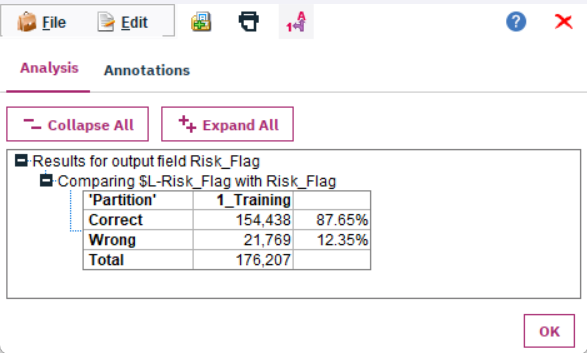 File Edit
Analysis Annotations
Collapse All Expand All
Results for output field Risk_Flag
Comparing $L-Risk_Flag with Risk_Flag
'Partition' 1_Training
Correct 154,438 87.65%
Wrong 21,769 12.35%
Total 176,207
OK